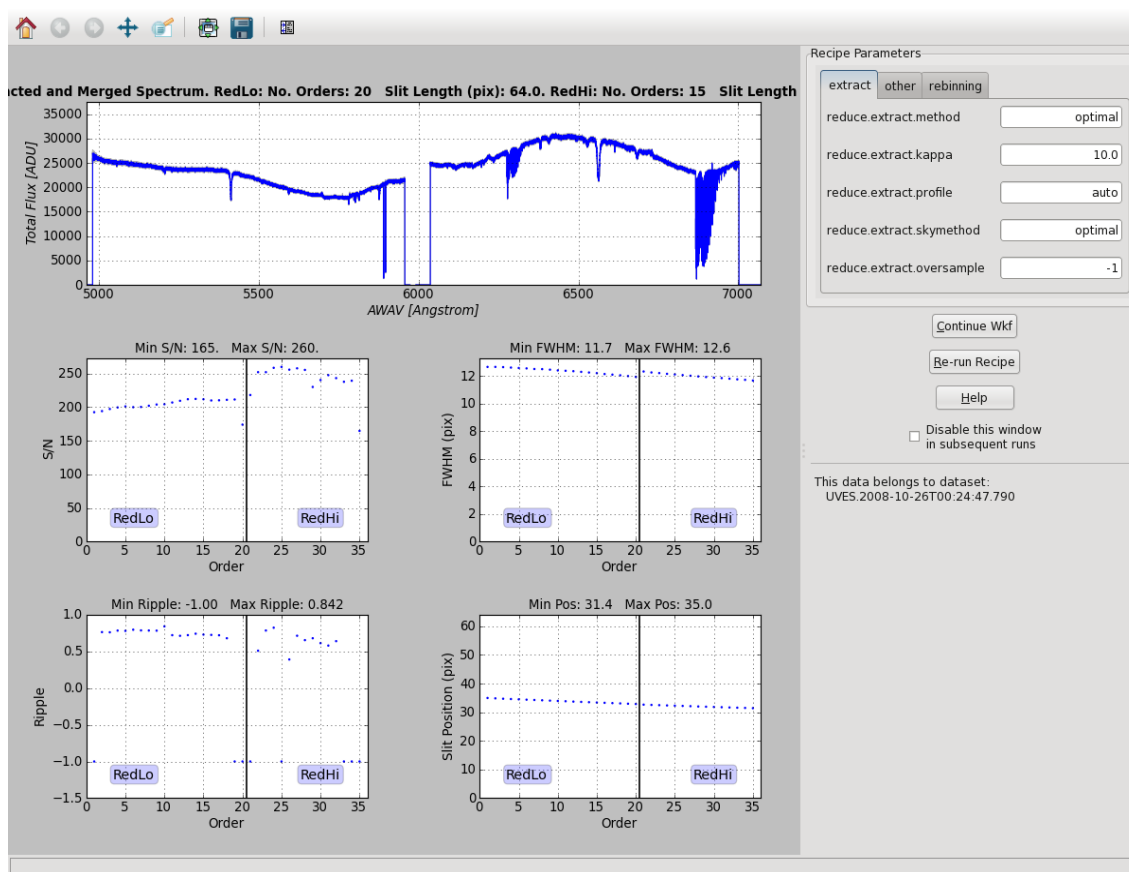 Recipe Parameters
cted and Merged Spectrum. RedLo: No. Orders: 20 Slit Length (pix): 64.0. RedHi: No. Orders: 15 Slit Length
35000
30000
25000
20000
15000
10000
5000
0
Total Flux [ADU]
5000 5500 6000 6500 7000
AWAV [Angstrom]
extract other rebinning
reduce.extract.method optimal
reduce.extract.kappa 10.0
reduce.extract.profile auto
reduce.extract.skymethod optimal
reduce.extract.oversample -1
Continue Wkf
Re-run Recipe
Help
Disable this window
in subsequent runs
This data belongs to dataset:
UVES.2008-10-26T00:24:47.790
Min S/N: 165. Max S/N: 260.
250
200
150
100
50
0
S/N
RedLo RedHi
0 5 10 15 20 25 30 35
Order
Min FWHM: 11.7 Max FWHM: 12.6
12
10
8
6
4
2
0
FWHM (pix)
RedLo RedHi
0 5 10 15 20 25 30 35
Order
Min Ripple: -1.00 Max Ripple: 0.842
1.0
0.5
0.0
−0.5
−1.0
−1.5
Ripple
RedLo RedHi
0 5 10 15 20 25 30 35
Order
Min Pos: 31.4 Max Pos: 35.0
60
50
40
30
20
10
0
Slit Position (pix)
RedLo RedHi
0 5 10 15 20 25 30 35
Order